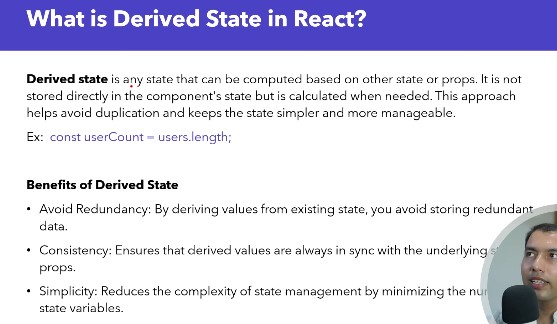 What is Derived State in React?
Derived state is any state that can be computed based on other state or props. It is not
stored directly in the component's state but is calculated when needed. This approach
helps avoid duplication and keeps the state simpler and more manageable.
Ex: const userCount = users.length;
Benefits of Derived State
• Avoid Redundancy: By deriving values from existing state, you avoid storing redundant
data.
• Consistency: Ensures that derived values are always in sync with the underlying
props.
• Simplicity: Reduces the complexity of state management by minimizing the
state variables.